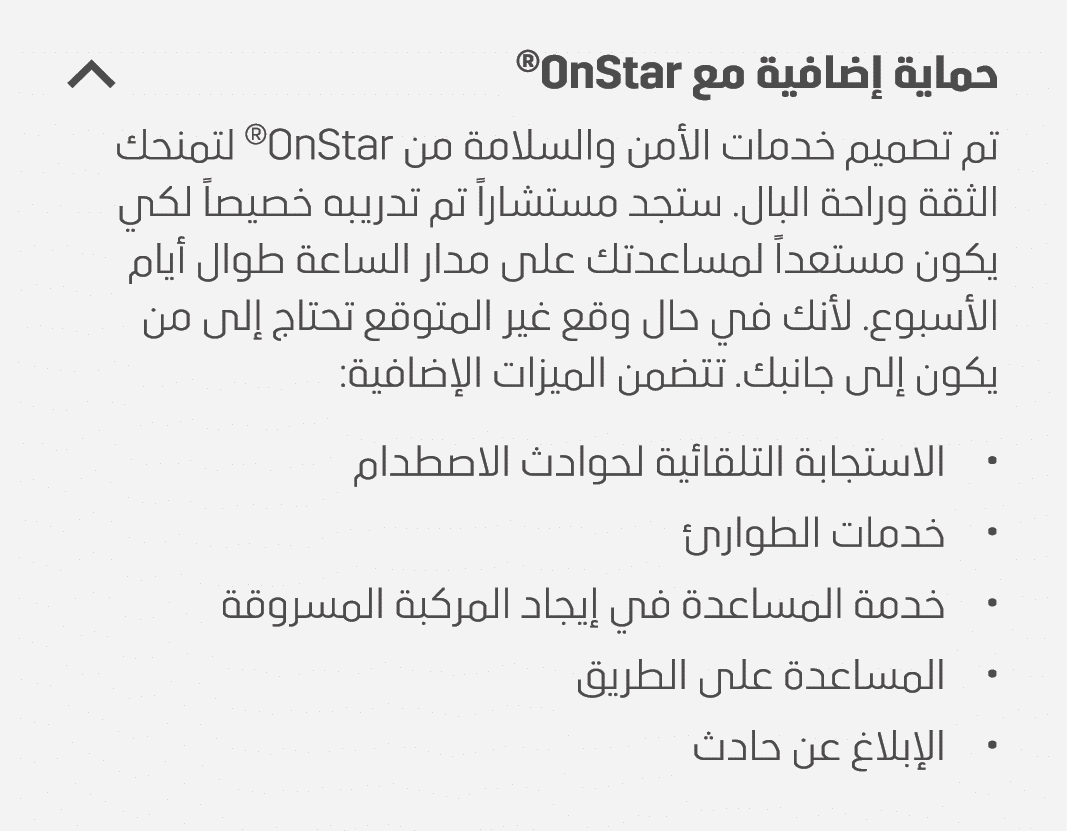 حماية إضافية مع OnStar®
تم تصميم خدمات الأمن والسلامة من OnStar® لتمنحك
الثقة وراحة البال. ستجد مستشاراً تم تدريبه خصيصاً لكي
يكون مستعداً لمساعدتك على مدار الساعة طوال أيام
الأسبوع. لأنك في حال وقع غير المتوقع تحتاج إلى من
يكون إلى جانبك. تتضمن الميزات الإضافية:
• الاستجابة التلقائية لحوادث الاصطدام
• خدمات الطوارئ
• خدمة المساعدة في إيجاد المركبة المسروقة
• المساعدة على الطريق
• الإبلاغ عن حادث